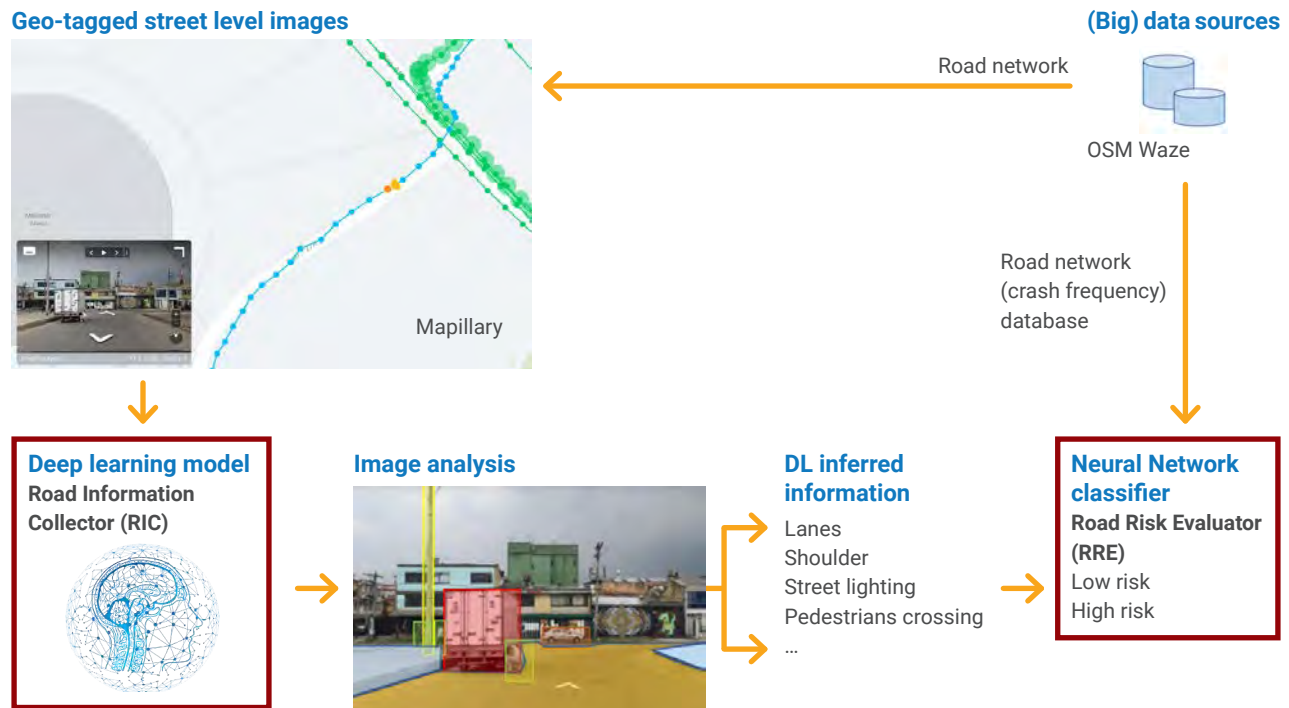 Geo-tagged street level images
(Big) data sources
Road network
OSM Waze
Mapillary
Road network
(crash frequency)
database
Deep learning model
Road Information
Collector (RIC)
Image analysis
DL inferred
information
Lanes
Shoulder
Street lighting
Pedestrians crossing
...
Neural Network
classifier
Road Risk Evaluator
(RRE)
Low risk
High risk